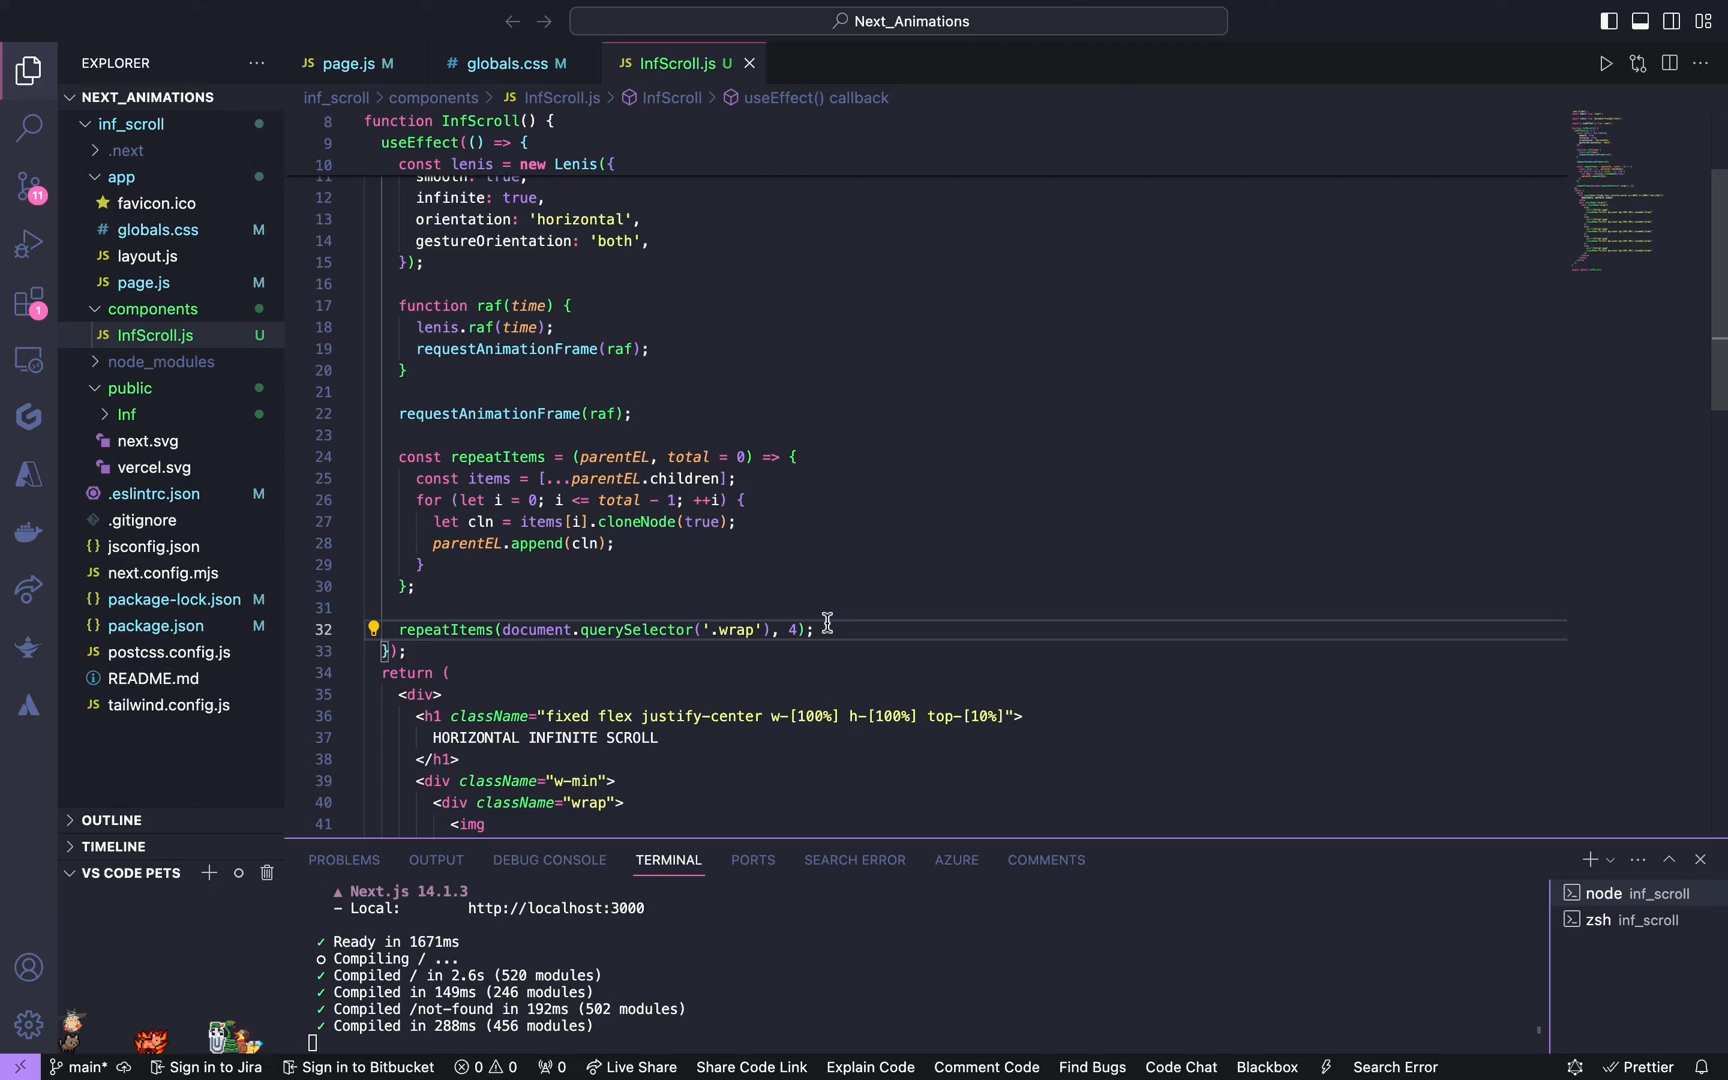 Next_Animations
EXPLORER
page.js M
globals.css M
InfScroll.js U
NEXT_ANIMATIONS
inf_scroll > components > JS InfScroll.js > InfScroll > useEffect() callback
inf_scroll
.next
app
favicon.ico
globals.css M
layout.js
page.js M
components
InfScroll.js U
node_modules
public
Inf
next.svg
vercel.svg
.eslintrc.json M
.gitignore
jsconfig.json
next.config.mjs
package-lock.json M
package.json M
postcss.config.js
README.md
tailwind.config.js
OUTLINE
TIMELINE
VS CODE PETS
11
1
8 function InfScroll() {
9 useEffect(() => {
10 const lenis = new Lenis({
11 smooth: true,
12 infinite: true,
13 orientation: 'horizontal',
14 gestureOrientation: 'both',
15 });
16
17 function raf(time) {
18 lenis.raf(time);
19 requestAnimationFrame(raf);
20 }
21
22 requestAnimationFrame(raf);
23
24 const repeatItems = (parentEL, total = 0) => {
25 const items = [...parentEL.children];
26 for (let i = 0; i <= total - 1; ++i) {
27 let cln = items[i].cloneNode(true);
28 parentEL.append(cln);
29 }
30 };
31
32 repeatItems(document.querySelector('.wrap'), 4);
33 });
34 return (
35 <div>
36 <h1 className="fixed flex justify-center w-[100%] h-[100%] top-[10%]">
37 HORIZONTAL INFINITE SCROLL
38 </h1>
39 <div className="w-min">
40 <div className="wrap">
41 <img
PROBLEMS OUTPUT DEBUG CONSOLE TERMINAL PORTS SEARCH ERROR AZURE COMMENTS
▲ Next.js 14.1.3
- Local: http://localhost:3000
✓ Ready in 1671ms
○ Compiling / ...
✓ Compiled / in 2.6s (520 modules)
✓ Compiled in 149ms (246 modules)
✓ Compiled /not-found in 192ms (502 modules)
✓ Compiled in 288ms (456 modules)
node inf_scroll
zsh inf_scroll
main* Sign in to Jira Sign in to Bitbucket 0 0 0 Live Share Share Code Link Explain Code Comment Code Find Bugs Code Chat Blackbox Search Error Prettier